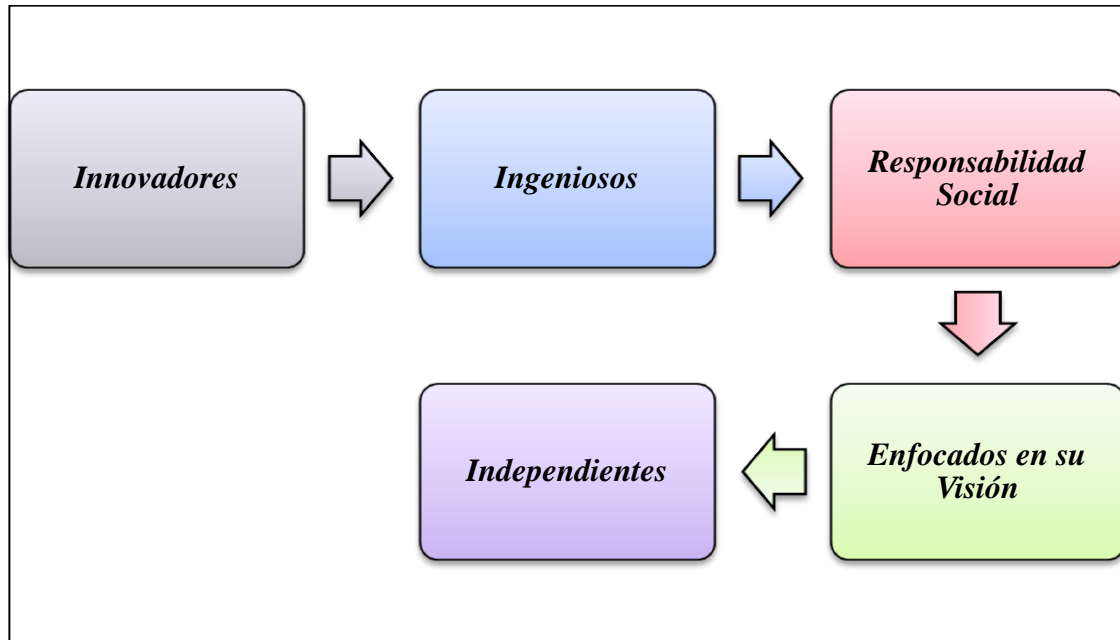 Innovadores
Ingeniosos
Responsabilidad
Social
Enfocados en su
Visión
Independientes